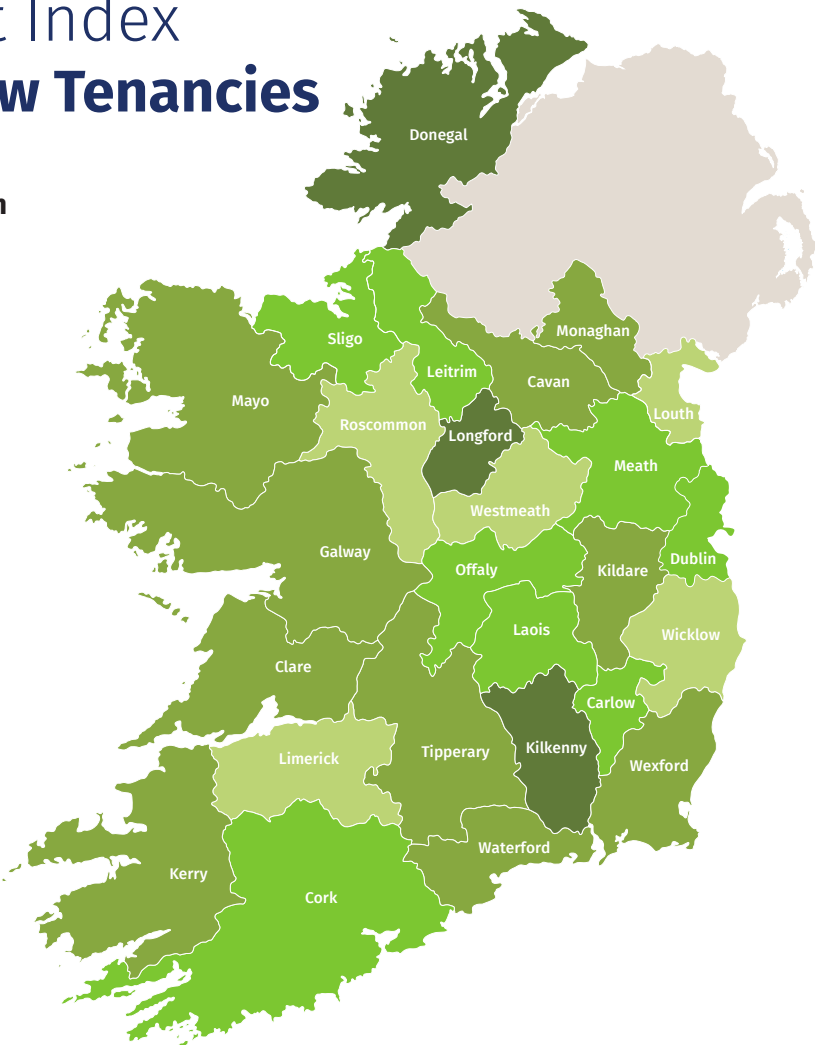 t Index
w Tenancies
n
Donegal
Monaghan
Sligo
Leitrim
Cavan
Mayo
Louth
Roscommon
Longford
Meath
Westmeath
Galway
Dublin
Offaly
Kildare
Laois
Wicklow
Clare
Carlow
Kilkenny
Tipperary
Limerick
Wexford
Waterford
Kerry
Cork